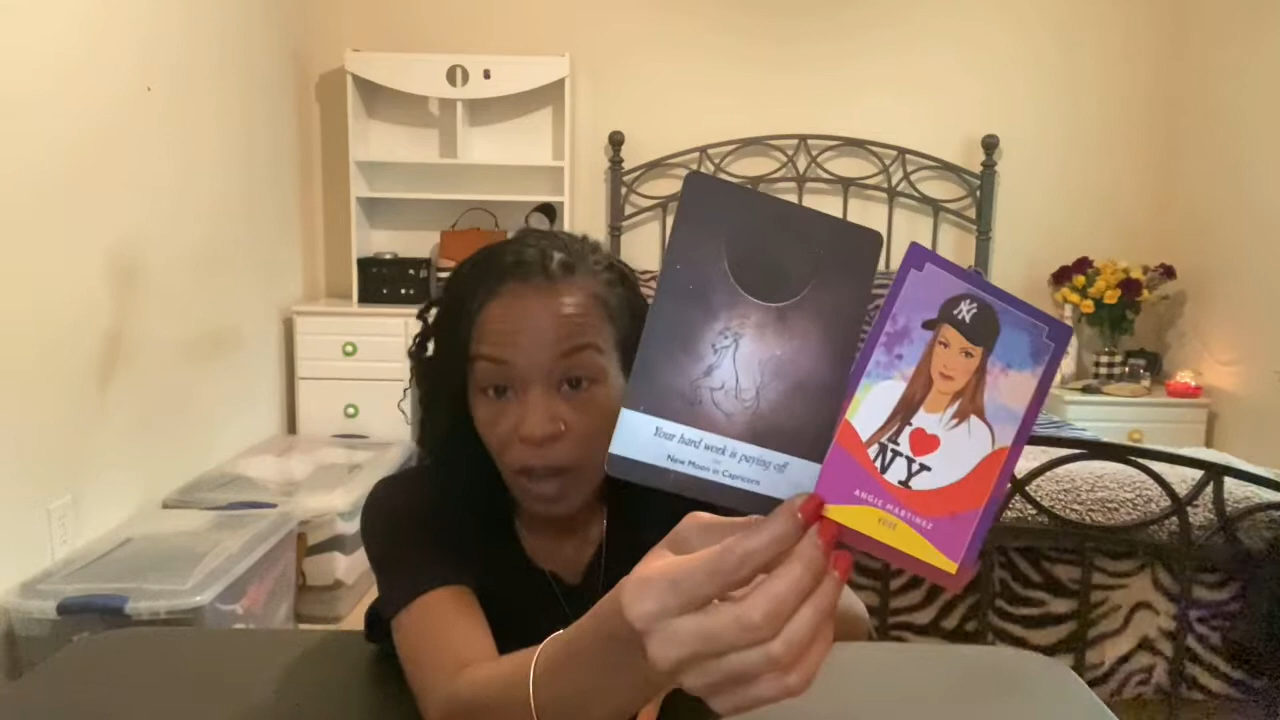 Your hard work is paying off
New Moon in Capricorn
NY
I ❤
NY
ANGIE MARTINEZ